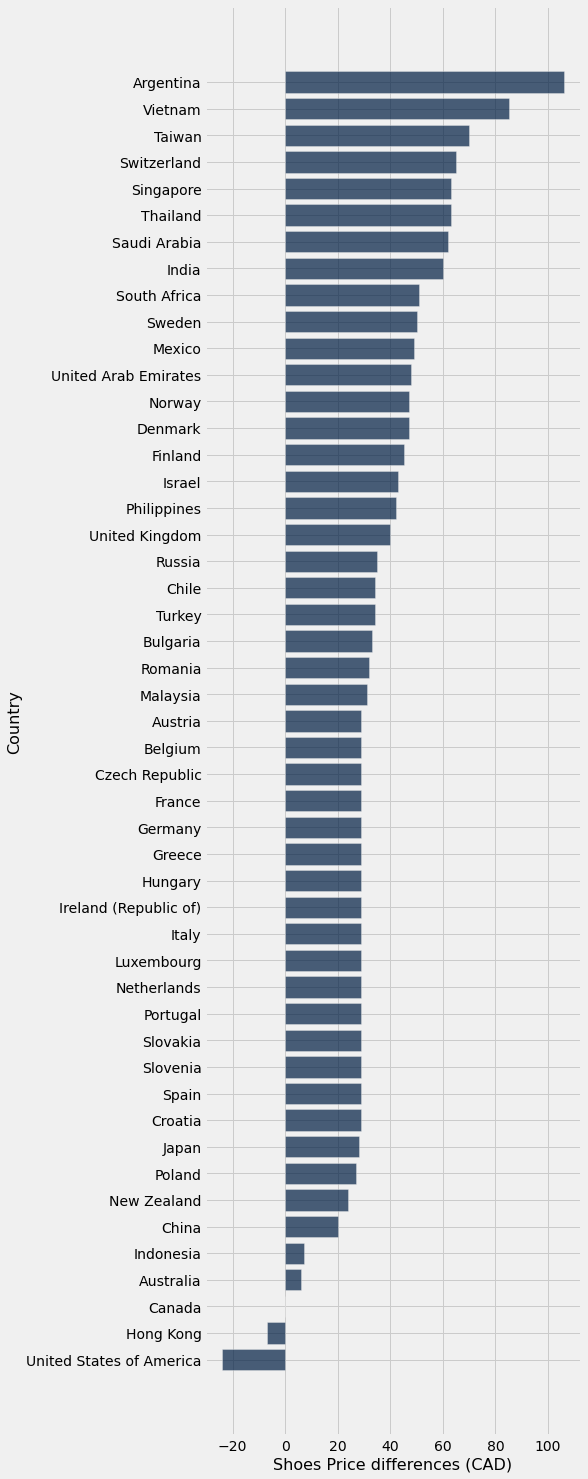 Argentina
Vietnam
Taiwan
Switzerland
Singapore
Thailand
Saudi Arabia
India
South Africa
Sweden
Mexico
United Arab Emirates
Norway
Denmark
Finland
Israel
Philippines
United Kingdom
Russia
Chile
Turkey
Bulgaria
Romania
Malaysia
Austria
Belgium
Czech Republic
France
Germany
Greece
Hungary
Ireland (Republic of)
Italy
Luxembourg
Netherlands
Portugal
Slovakia
Slovenia
Spain
Croatia
Japan
Poland
New Zealand
China
Indonesia
Australia
Canada
Hong Kong
United States of America
Country
−20 0 20 40 60 80 100
Shoes Price differences (CAD)